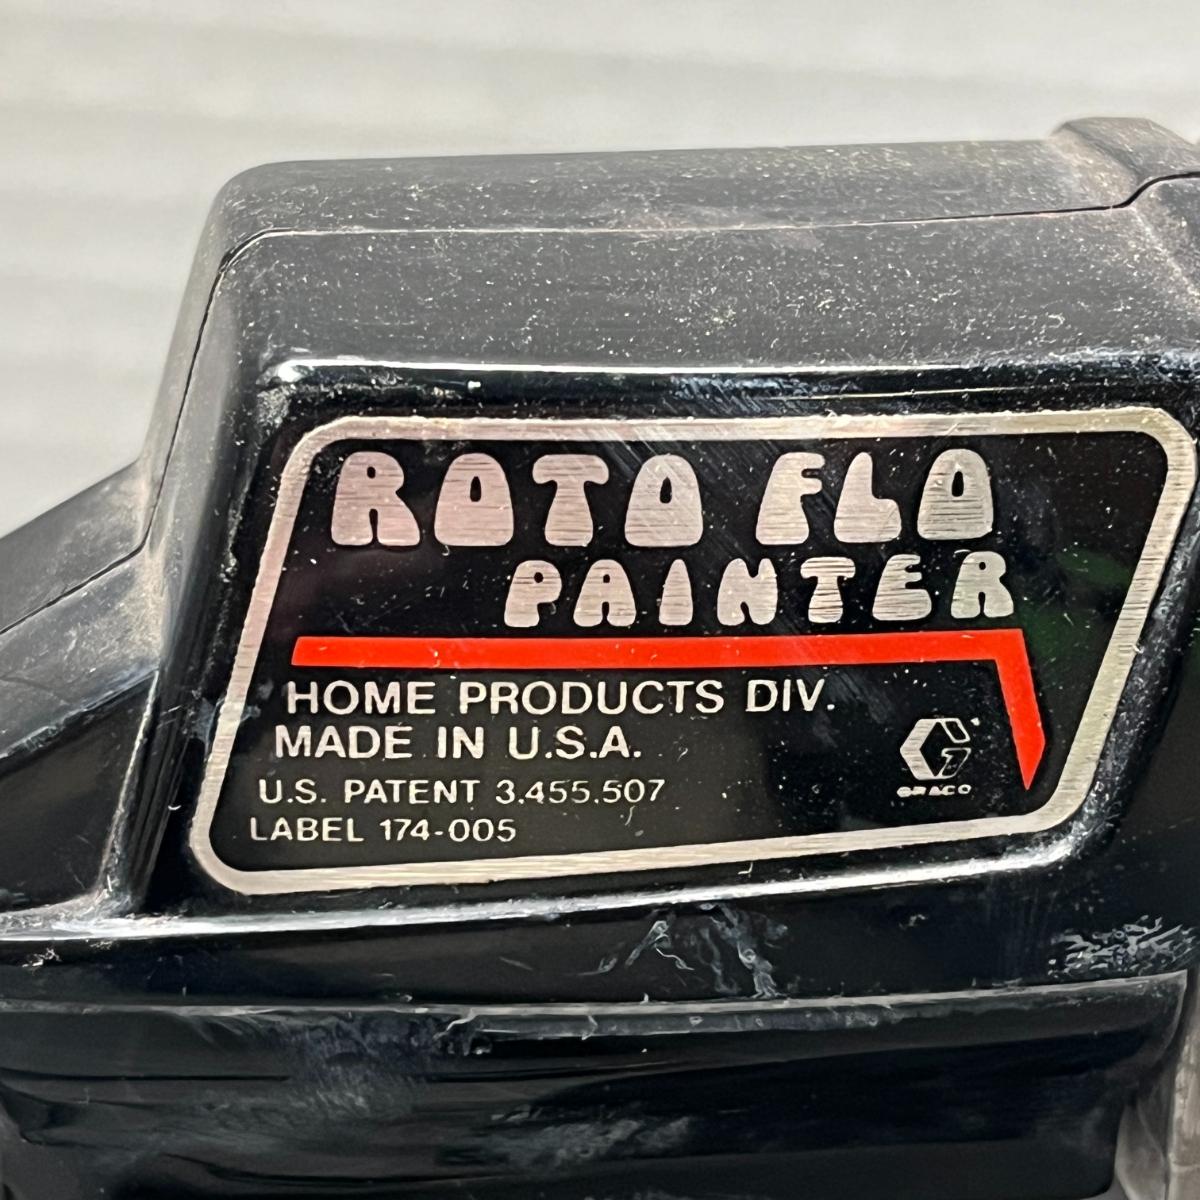 ROTO FLO
PAINTER
HOME PRODUCTS DIV.
MADE IN U.S.A.
U.S. PATENT 3.455.507
LABEL 174-005
GRACO